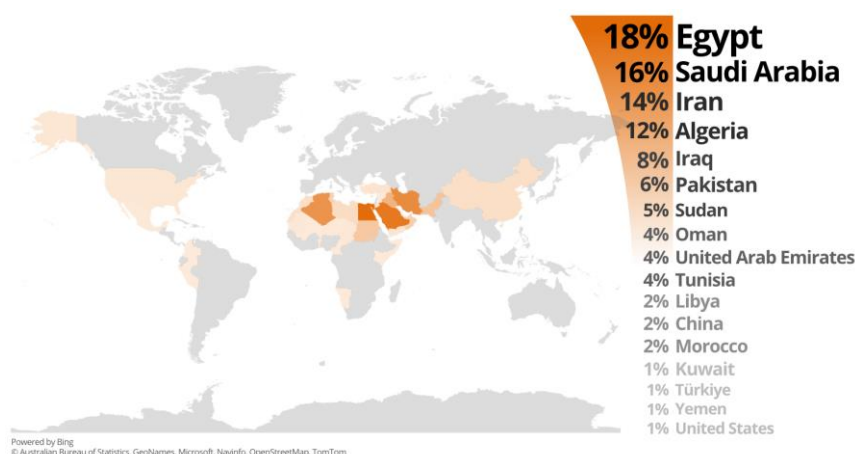 18% Egypt
16% Saudi Arabia
14% Iran
12% Algeria
8% Iraq
6% Pakistan
5% Sudan
4% Oman
4% United Arab Emirates
4% Tunisia
2% Libya
2% China
2% Morocco
1% Kuwait
1% Türkiye
1% Yemen
1% United States
Powered by Bing
© Australian Bureau of Statistics, GeoNames, Microsoft, Navinfo, OpenStreetMap, TomTom